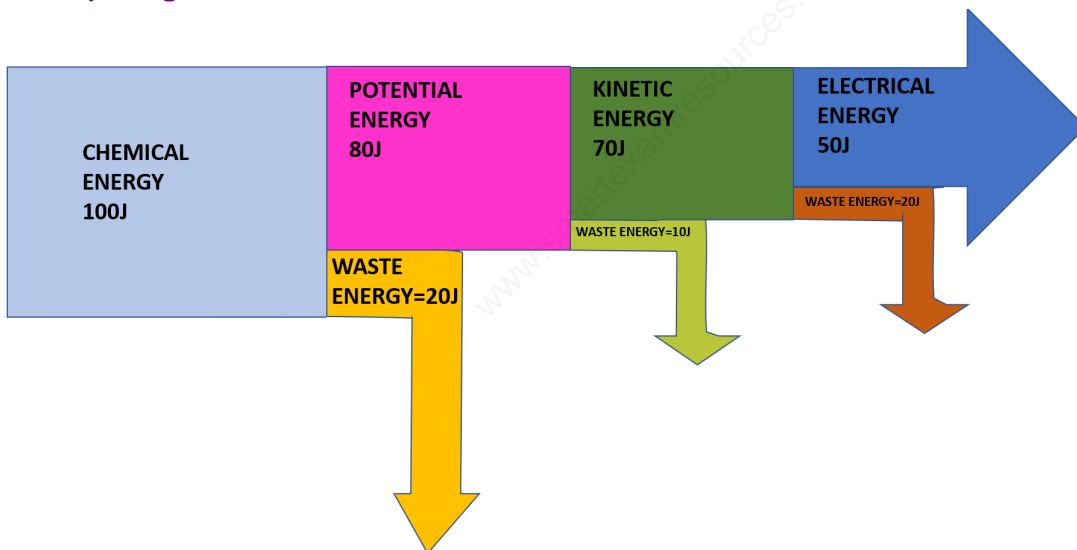 CHEMICAL
ENERGY
100J
POTENTIAL
ENERGY
80J
WASTE
ENERGY=20J
KINETIC
ENERGY
70J
WASTE ENERGY=10J
ELECTRICAL
ENERGY
50J
WASTE ENERGY=20J